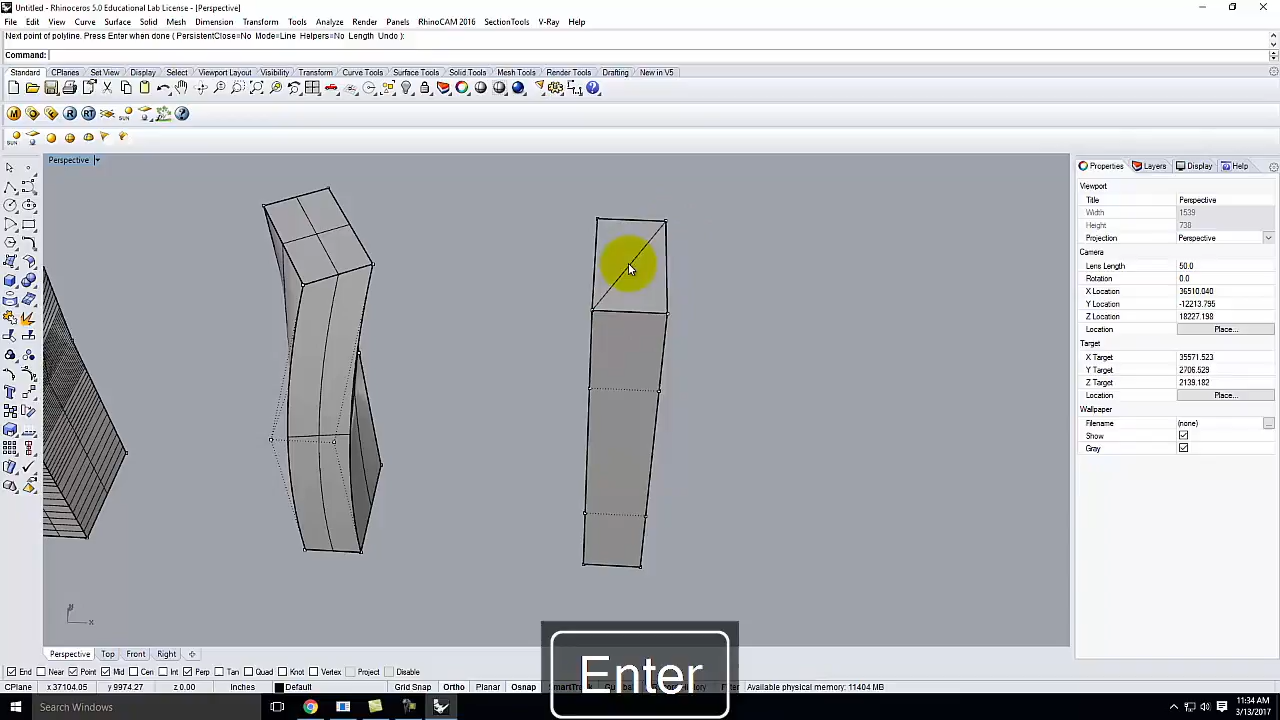 Untitled - Rhinoceros 5.0 Educational Lab License - [Perspective]
File Edit View Curve Surface Solid Mesh Dimension Transform Tools Analyze Render Panels RhinoCAM 2016 SectionTools V-Ray Help
Next point of polyline. Press Enter when done ( PersistentClose=No Mode=Line Helpers=No Length Undo ):
Command:
Standard CPlanes Set View Display Select Viewport Layout Visibility Transform Curve Tools Surface Tools Solid Tools Mesh Tools Render Tools Drafting New in V5
M R RT SUN
SUN
Perspective
Properties Layers Display Help
Viewport
Title Perspective
Width 1539
Height 738
Projection Perspective
Camera
Lens Length 50.0
Rotation 0.0
X Location 36510.040
Y Location -12213.795
Z Location 18227.198
Location Place...
Target
X Target 35571.523
Y Target 2706.529
Z Target 2139.182
Location Place...
Wallpaper
Filename (none) ...
Show
Gray
y
x
Enter
Perspective Top Front Right
End Near Point Mid Cen Int Perp Tan Quad Knot Vertex Project Disable
CPlane x 37104.05 y 9974.27 z 0.00 Inches Default Grid Snap Ortho Planar Osnap Available physical memory: 11404 MB
Search Windows
11:34 AM
3/13/2017